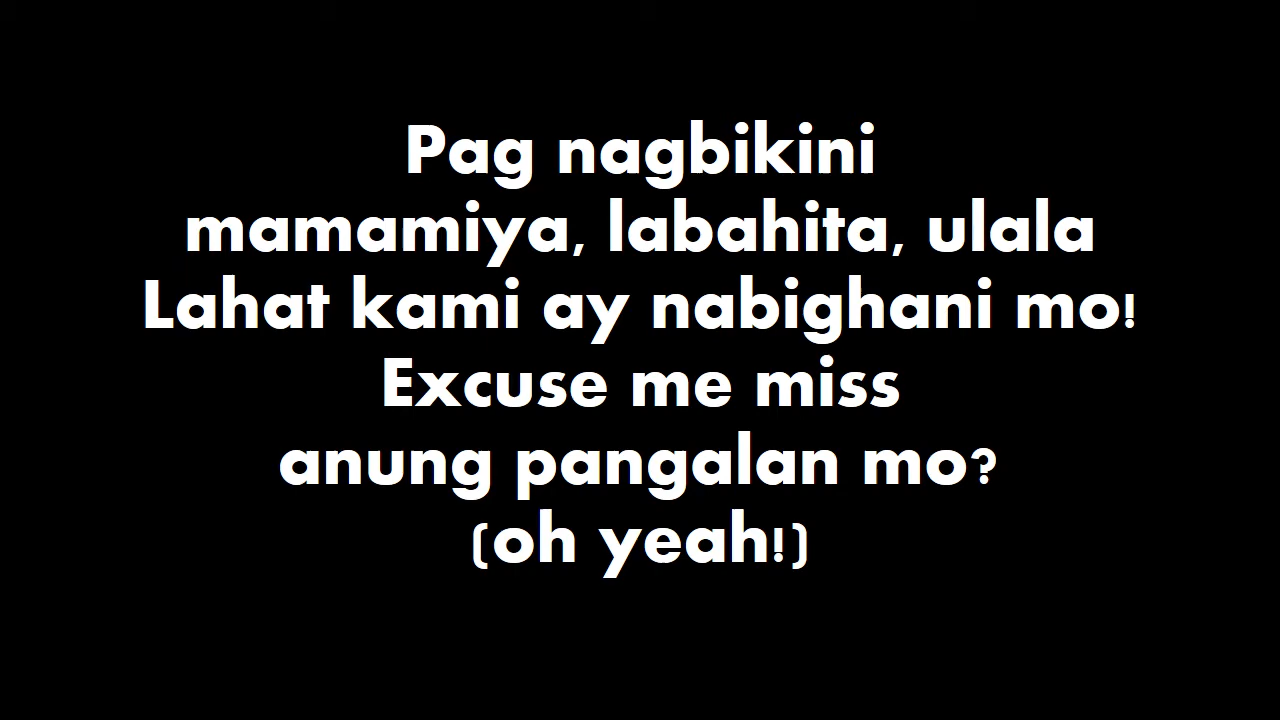 Pag nagbikini
mamamiya, labahita, ulala
Lahat kami ay nabighani mo!
Excuse me miss
anung pangalan mo?
(oh yeah!)